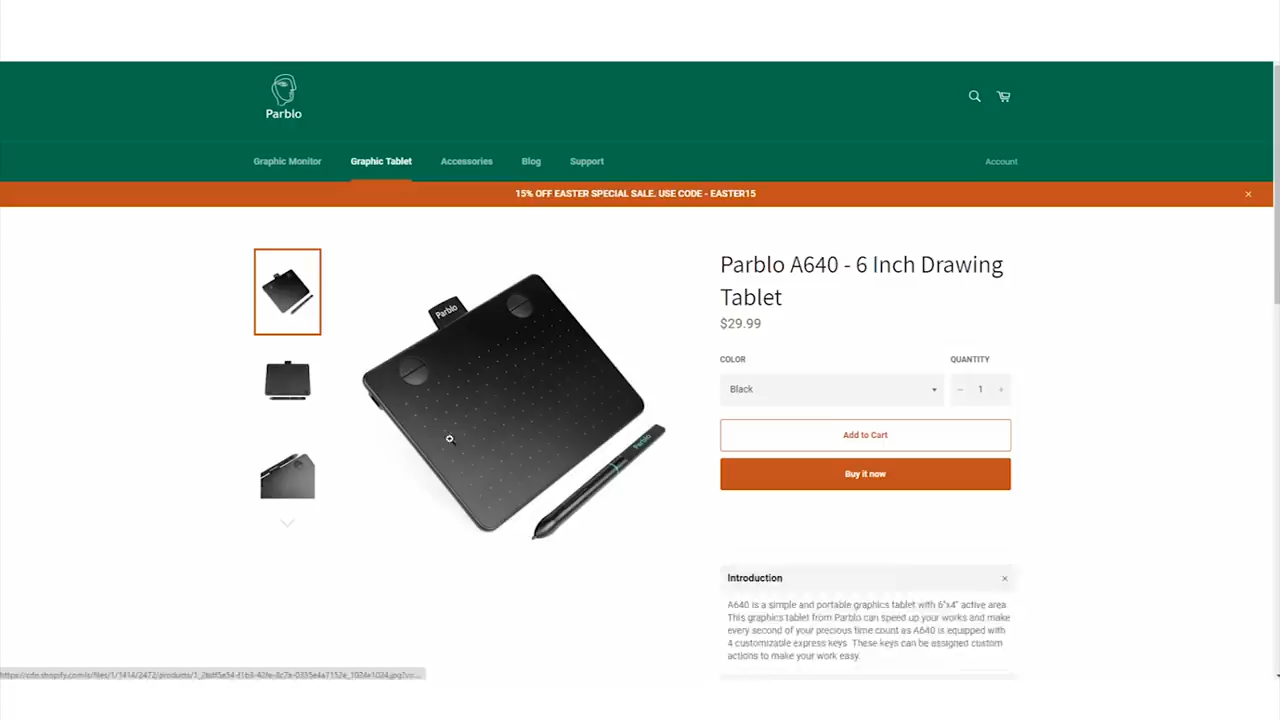 Parblo
Graphic Monitor
Graphic Tablet
Accessories
Blog
Support
Account
15% OFF EASTER SPECIAL SALE. USE CODE - EASTER15
×
Parblo
Parblo
Parblo A640 - 6 Inch Drawing
Tablet
$29.99
COLOR
QUANTITY
Black
− 1 +
Add to Cart
Buy it now
Introduction
×
A640 is a simple and portable graphics tablet with 6"x4" active area.
This graphics tablet from Parblo can speed up your works and make
every second of your precious time count as A640 is equipped with
4 customizable express keys. These keys can be assigned custom
actions to make your work easy.